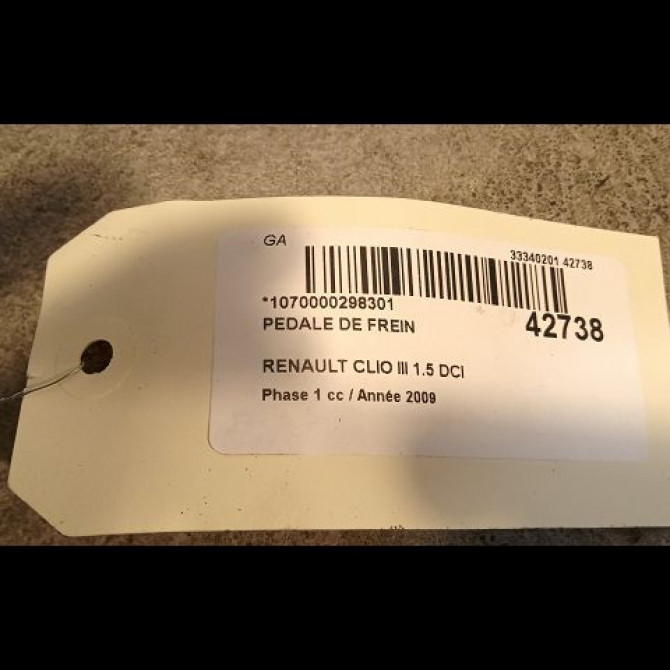 GA
33340201 42738
*1070000298301
42738
PEDALE DE FREIN
RENAULT CLIO III 1.5 DCI
Phase 1 cc / Année 2009